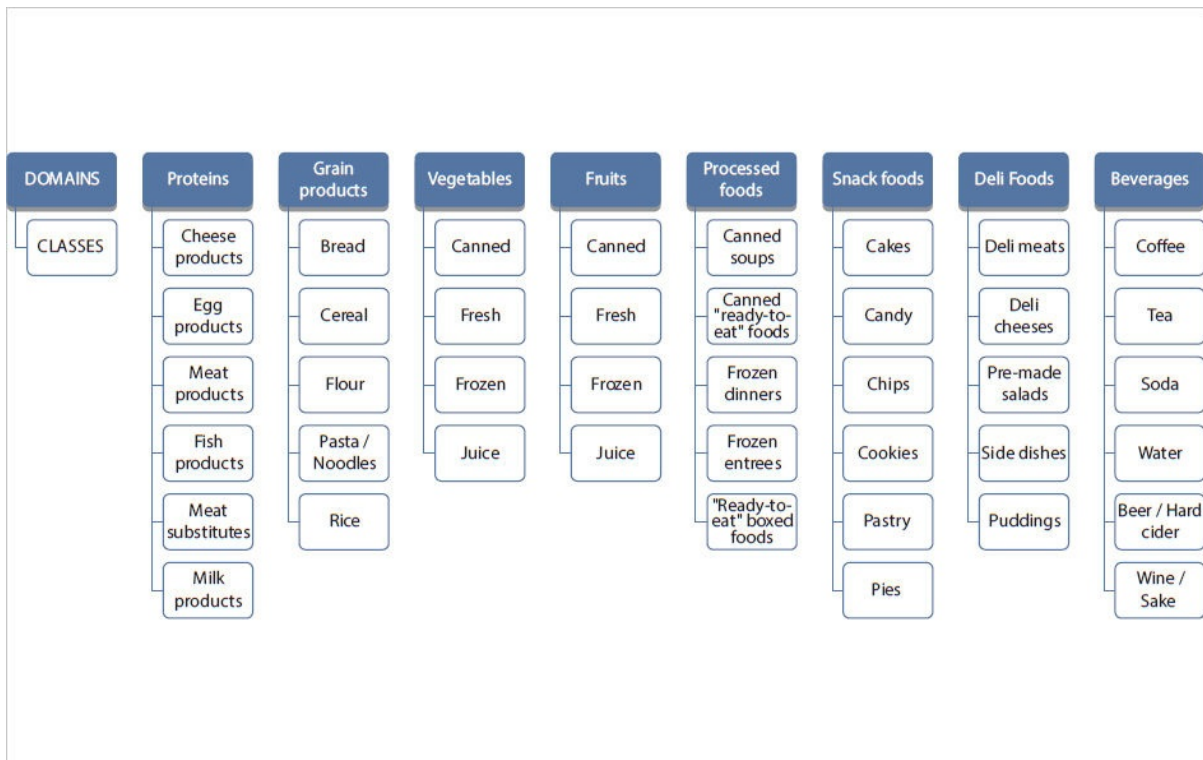 DOMAINS
CLASSES
Proteins
Cheese
products
Egg
products
Meat
products
Fish
products
Meat
substitutes
Milk
products
Grain
products
Bread
Cereal
Flour
Pasta /
Noodles
Rice
Vegetables
Canned
Fresh
Frozen
Juice
Fruits
Canned
Fresh
Frozen
Juice
Processed
foods
Canned
soups
Canned
"ready-to-
eat" foods
Frozen
dinners
Frozen
entrees
"Ready-to-
eat" boxed
foods
Snack foods
Cakes
Candy
Chips
Cookies
Pastry
Pies
Deli Foods
Deli meats
Deli
cheeses
Pre-made
salads
Side dishes
Puddings
Beverages
Coffee
Tea
Soda
Water
Beer / Hard
cider
Wine /
Sake